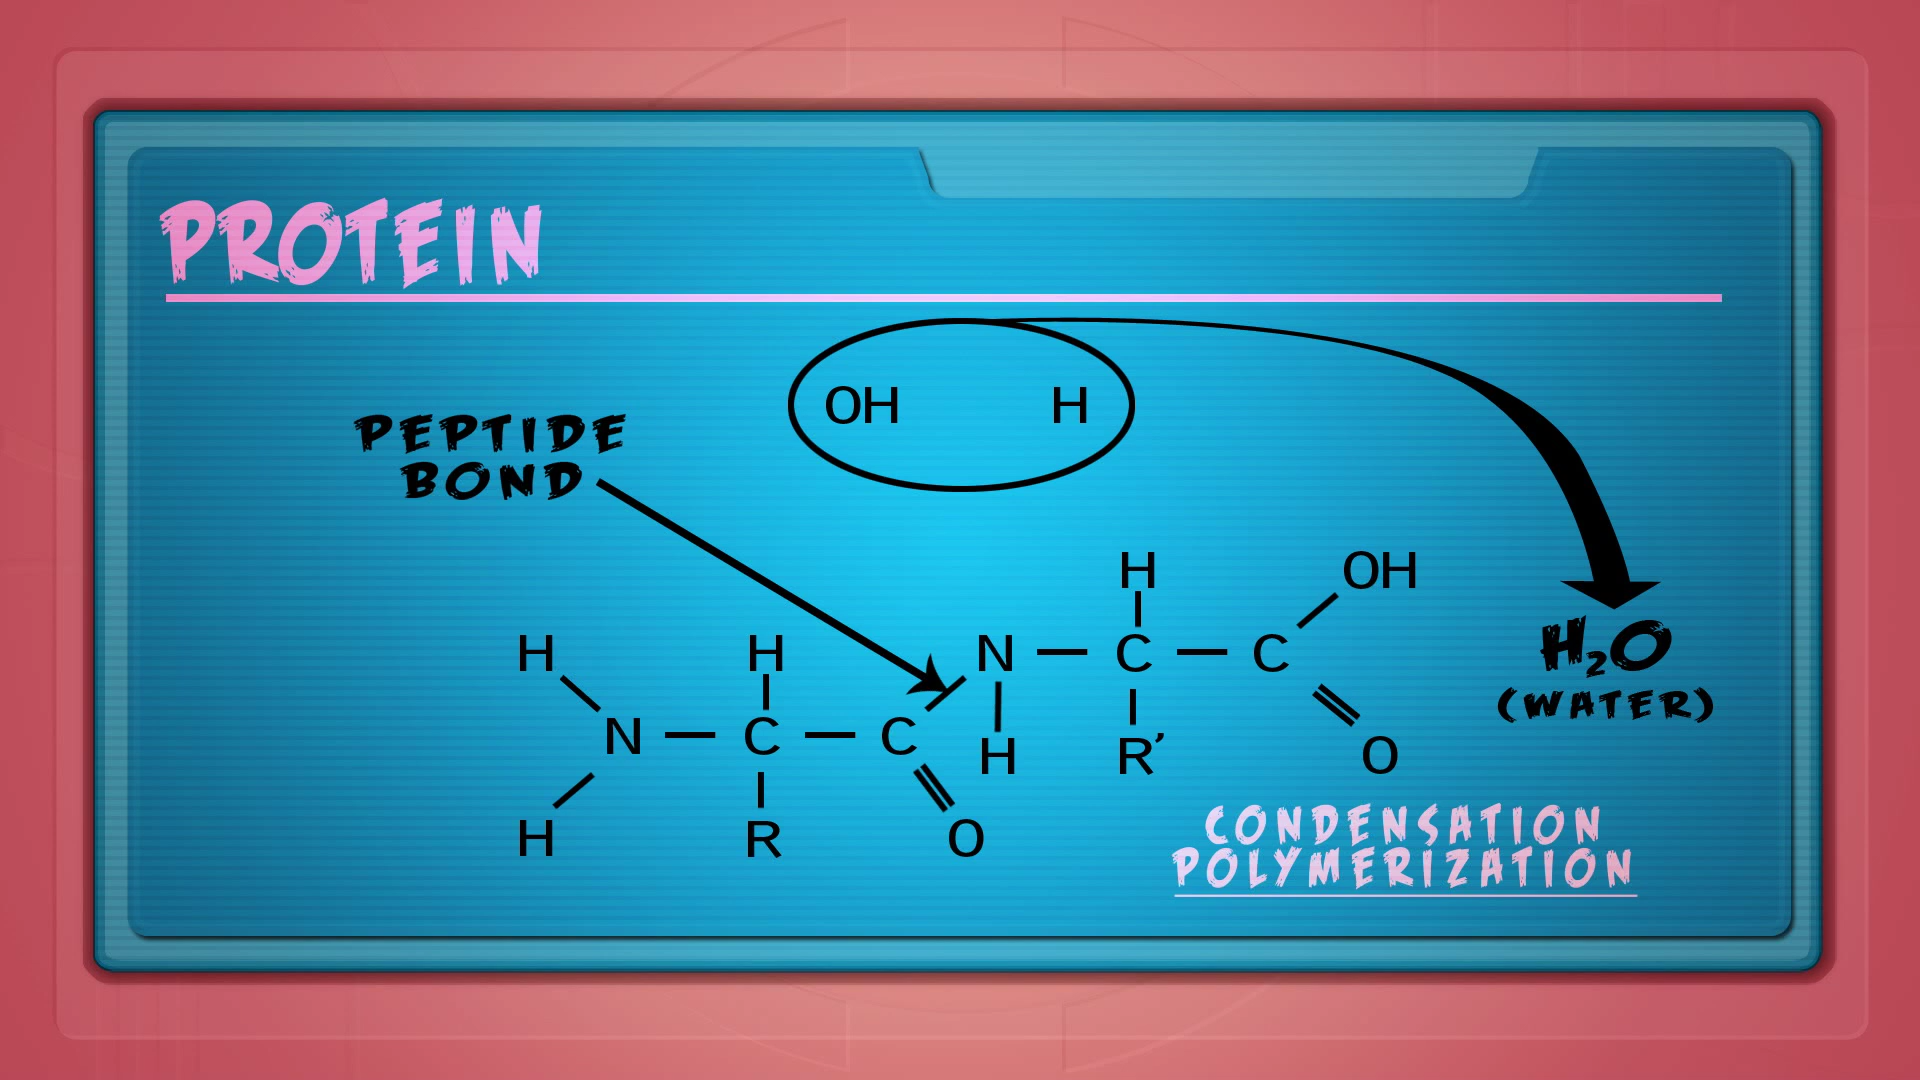 PROTEIN
OH H
PEPTIDE
BOND
H OH
H H N C C
N C C H R’ O
H R O
H₂O
(WATER)
CONDENSATION
POLYMERIZATION